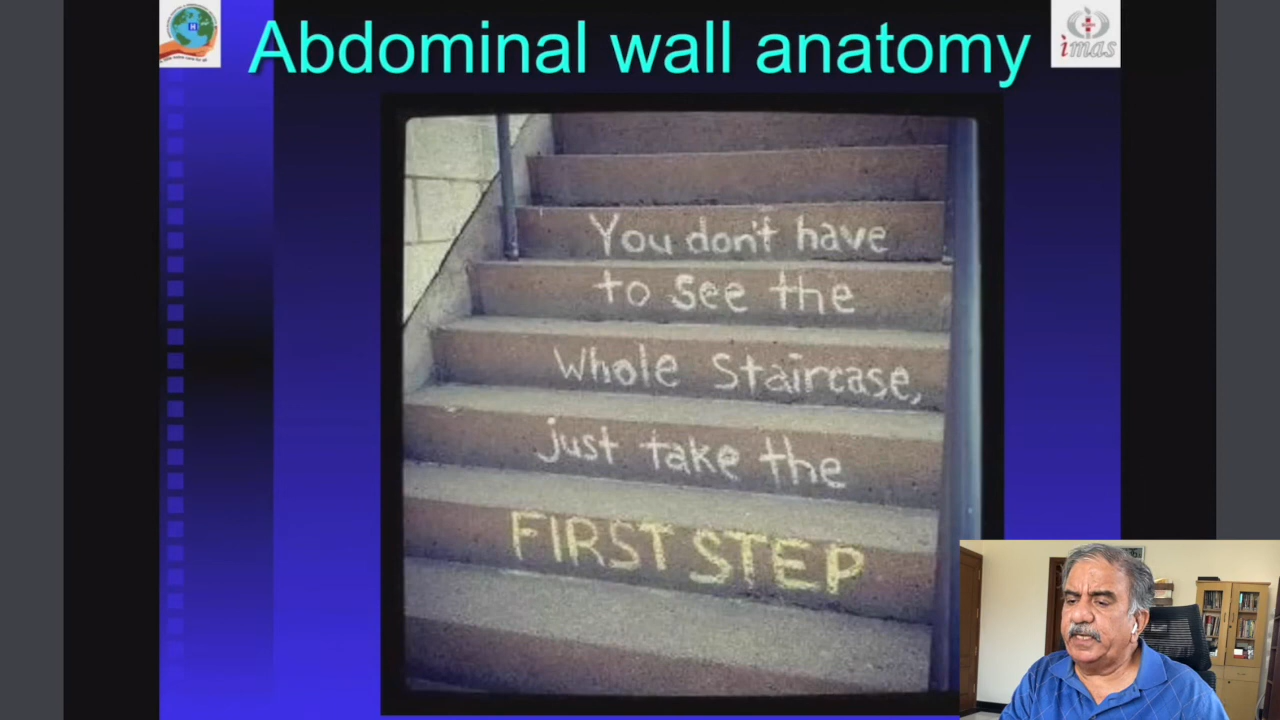 Abdominal wall anatomy
imas
You don't have
to see the
Whole Staircase,
just take the
FIRST STEP